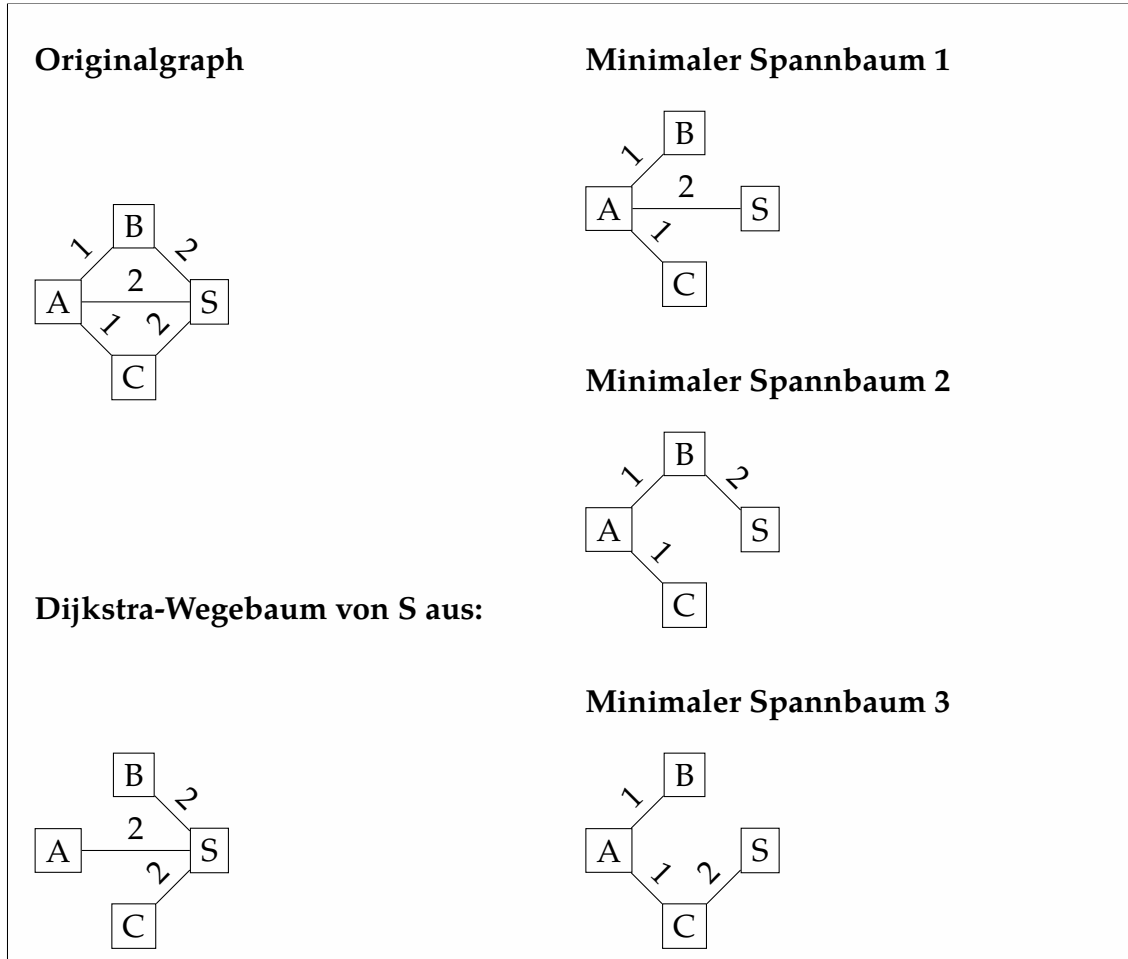 Originalgraph
B
1
2
2
A
S
1
2
C
Dijkstra-Wegebaum von S aus:
B
2
2
A
S
2
C
Minimaler Spannbaum 1
B
1
2
A
S
1
C
Minimaler Spannbaum 2
B
1
2
A
S
1
C
Minimaler Spannbaum 3
B
1
A
S
1
2
C